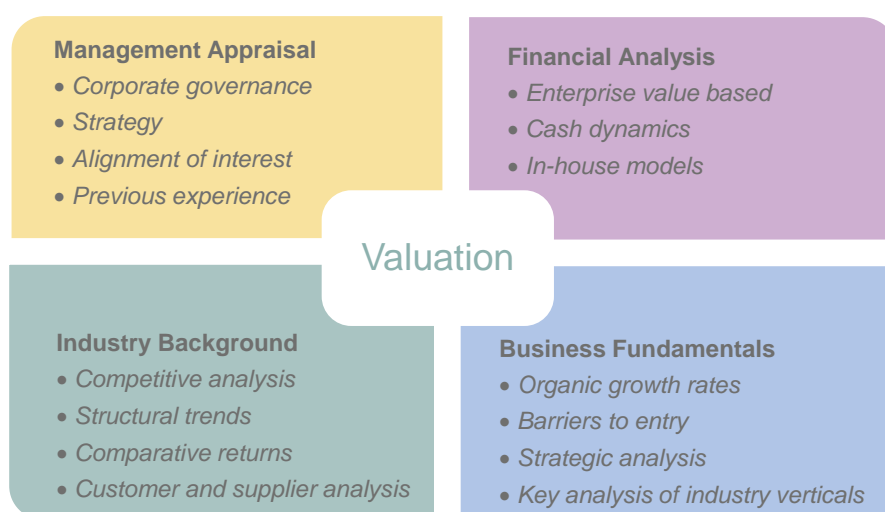 Management Appraisal
• Corporate governance
• Strategy
• Alignment of interest
• Previous experience
Financial Analysis
• Enterprise value based
• Cash dynamics
• In-house models
Valuation
Industry Background
• Competitive analysis
• Structural trends
• Comparative returns
• Customer and supplier analysis
Business Fundamentals
• Organic growth rates
• Barriers to entry
• Strategic analysis
• Key analysis of industry verticals